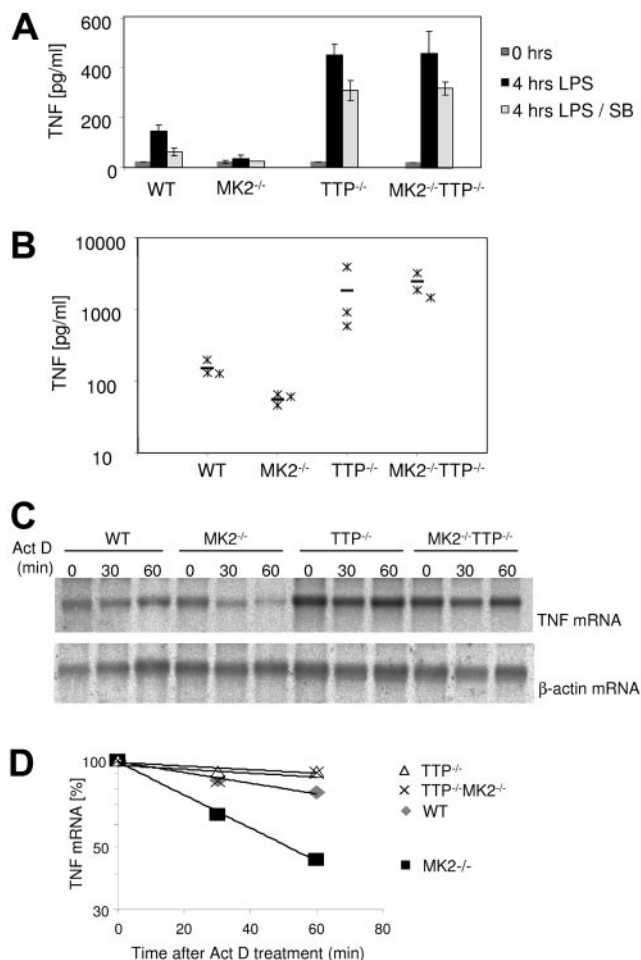 A
TNF [pg/ml]
600
400
200
0
WT
MK2-/-
TTP-/-
MK2-/-TTP-/-
0 hrs
4 hrs LPS
4 hrs LPS / SB
B
TNF [pg/ml]
10000
1000
100
10
WT
MK2-/-
TTP-/-
MK2-/-TTP-/-
C
WT
MK2-/-
TTP-/-
MK2-/-TTP-/-
Act D
(min)
0 30 60 0 30 60 0 30 60 0 30 60
TNF mRNA
β-actin mRNA
D
TNF mRNA [%]
100
50
30
0 20 40 60 80
Time after Act D treatment (min)
TTP-/-
TTP-/-MK2-/-
WT
MK2-/-